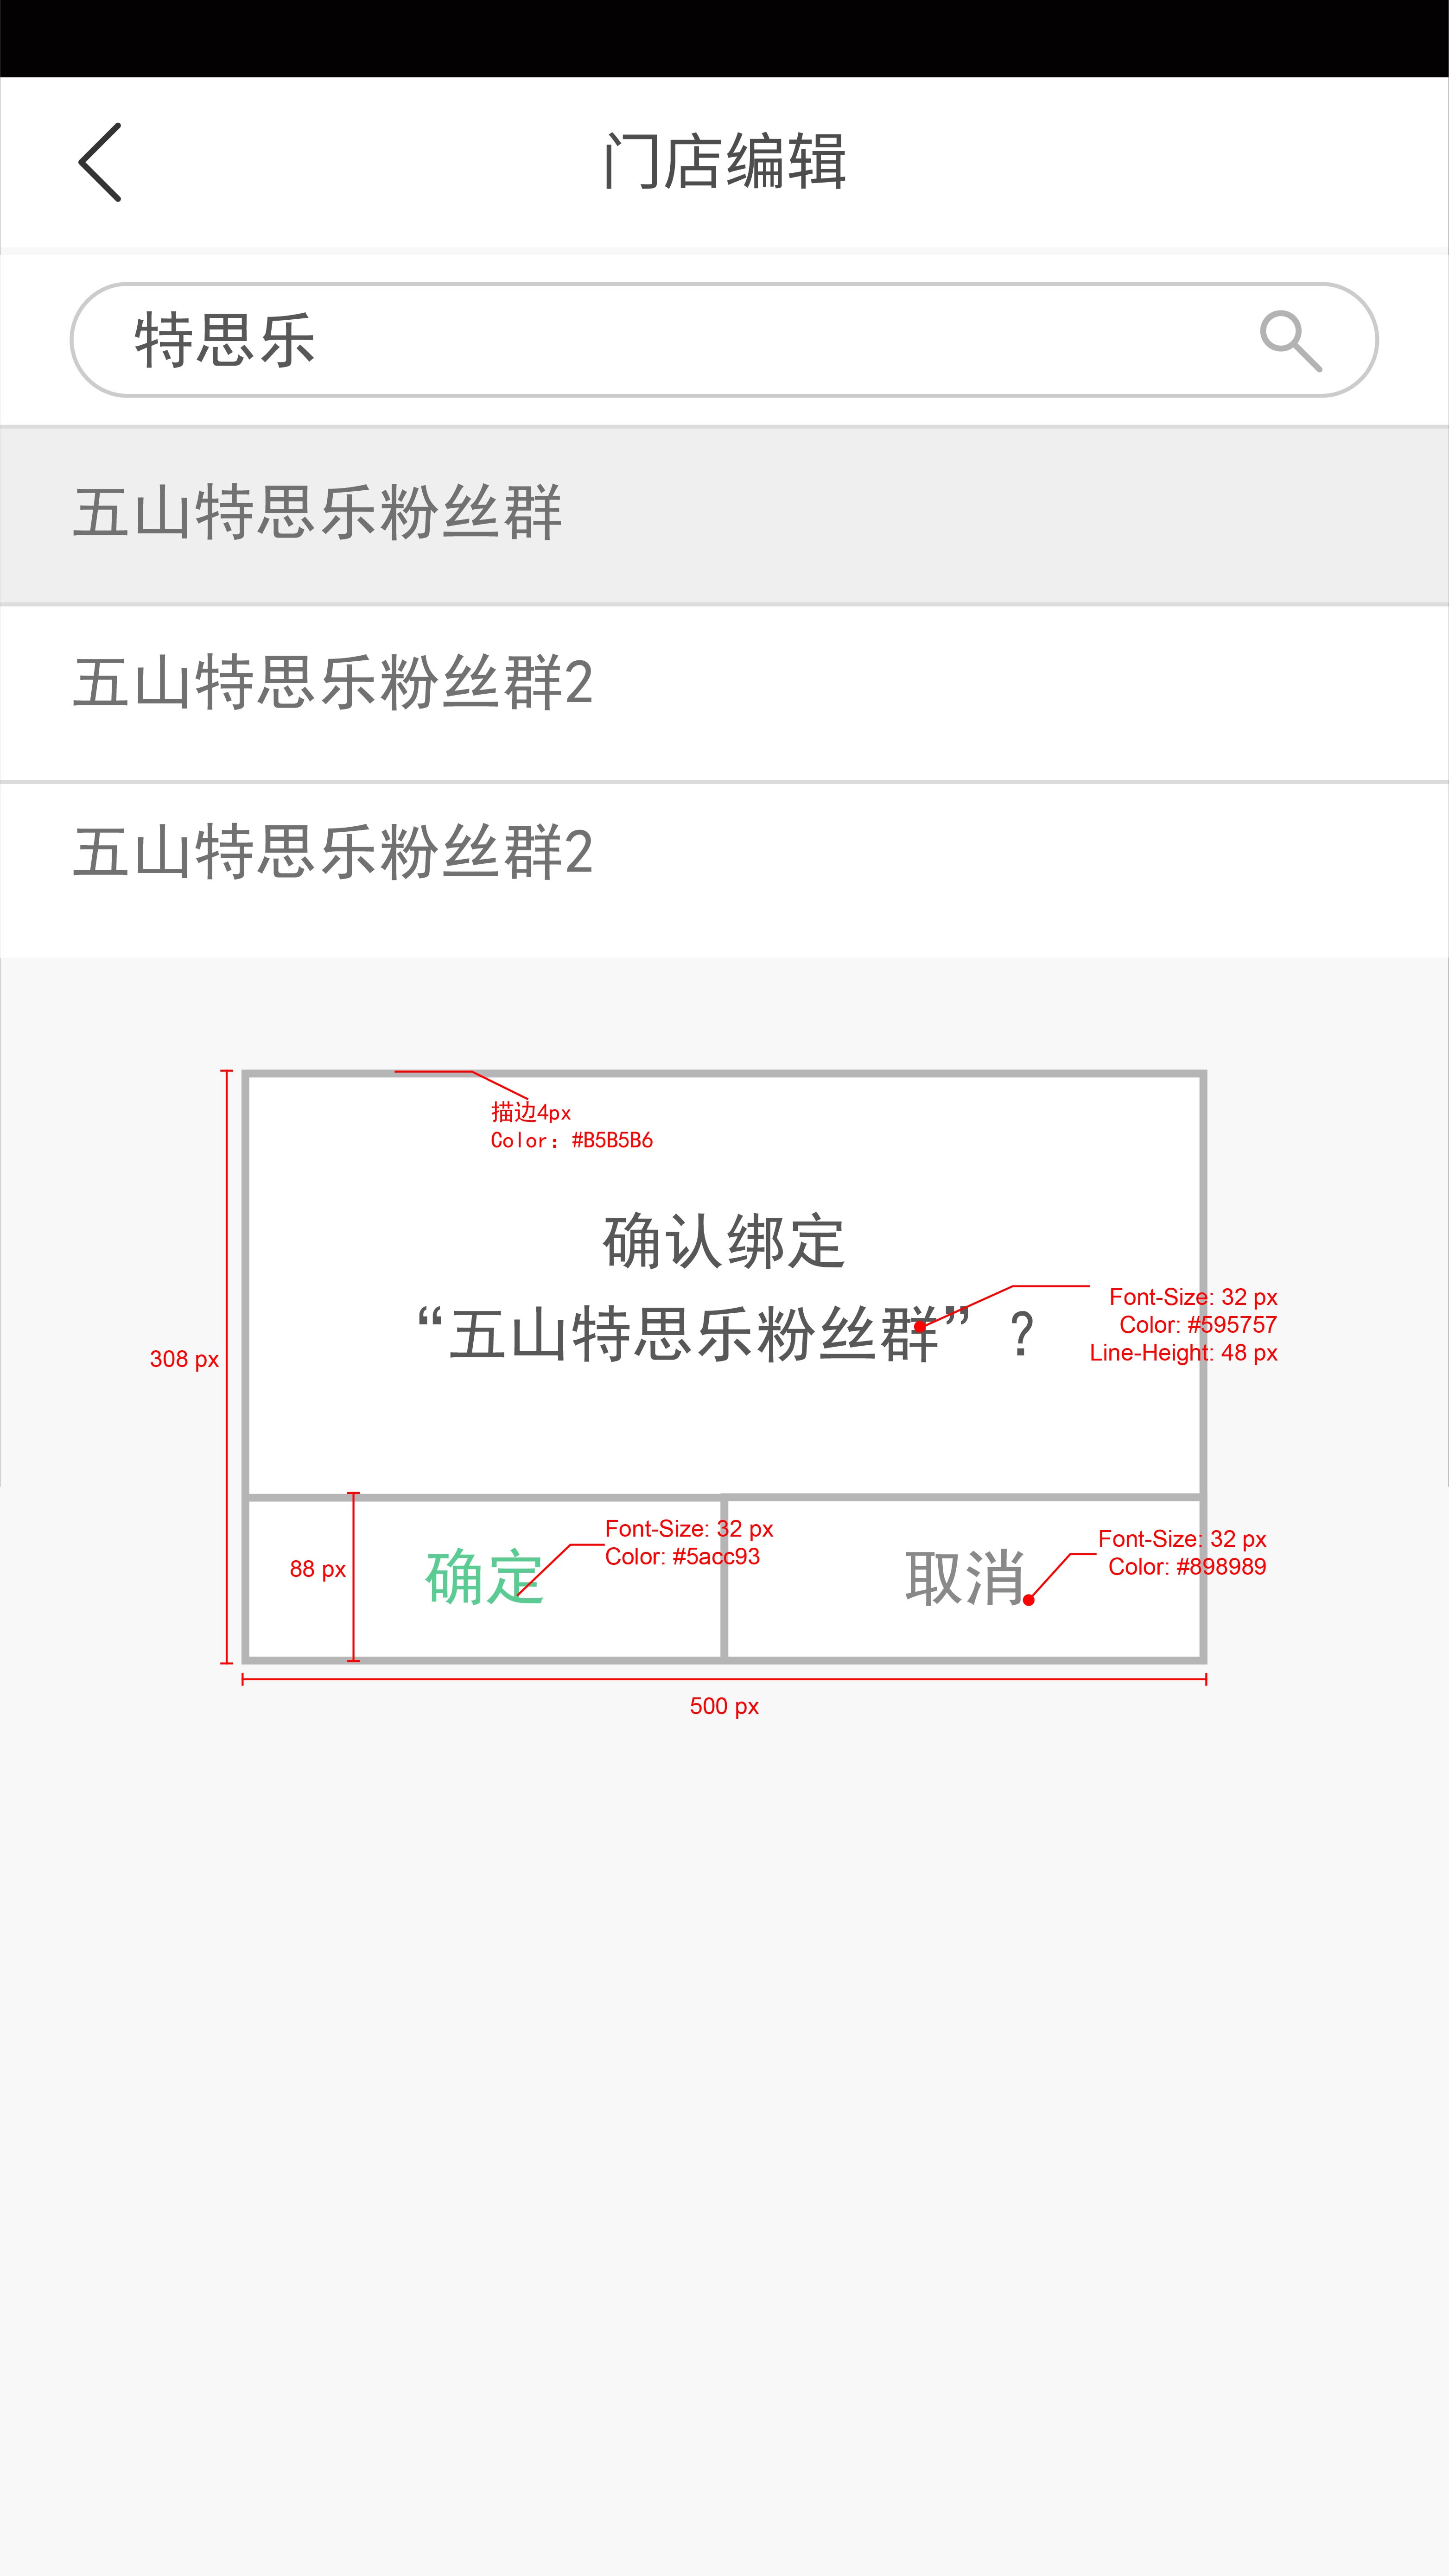 门店编辑
特思乐
五山特思乐粉丝群
五山特思乐粉丝群2
五山特思乐粉丝群2
描边4px
Color: #B5B5B6
确认绑定
“五山特思乐粉丝群”？
Font-Size: 32 px
Color: #595757
Line-Height: 48 px
308 px
88 px
确定
Font-Size: 32 px
Color: #5acc93
取消
Font-Size: 32 px
Color: #898989
500 px